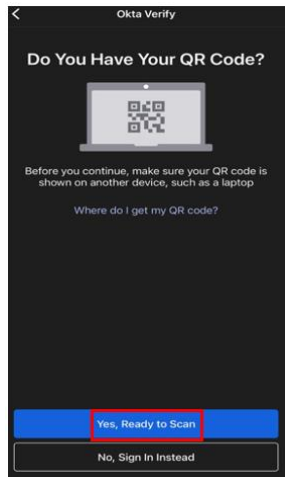 Okta Verify
Do You Have Your QR Code?
Before you continue, make sure your QR code is
shown on another device, such as a laptop
Where do I get my QR code?
Yes, Ready to Scan
No, Sign In Instead